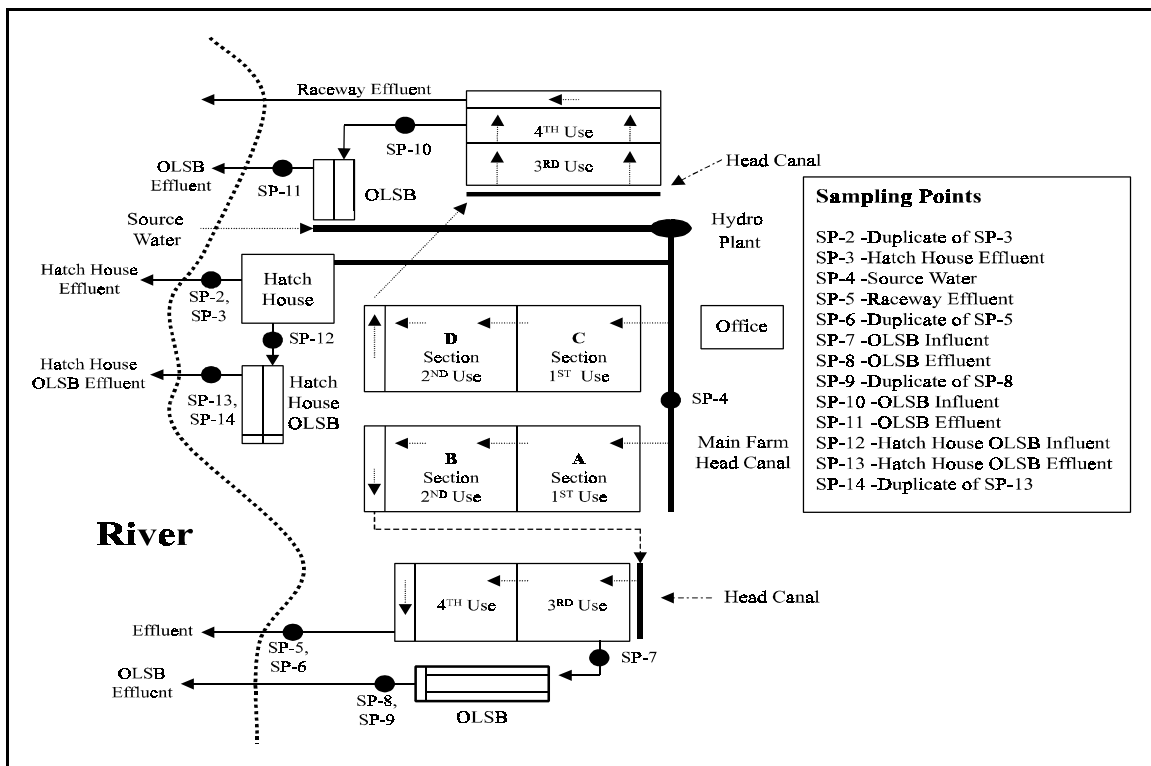 Raceway Effluent
4TH Use
3RD Use
SP-10
Head Canal
OLSB
Effluent
SP-11
OLSB
Source
Water
Hydro
Plant
Hatch House
Effluent
SP-2,
SP-3
Hatch
House
SP-12
Hatch House
OLSB Effluent
SP-13,
SP-14
Hatch
House
OLSB
D
Section
2ND Use
C
Section
1ST Use
Office
SP-4
B
Section
2ND Use
A
Section
1ST Use
Main Farm
Head Canal
River
4TH Use
3RD Use
Head Canal
Effluent
SP-5,
SP-6
SP-7
OLSB
Effluent
SP-8,
SP-9
OLSB
Sampling Points
SP-2 -Duplicate of SP-3
SP-3 -Hatch House Effluent
SP-4 -Source Water
SP-5 -Raceway Effluent
SP-6 -Duplicate of SP-5
SP-7 -OLSB Influent
SP-8 -OLSB Effluent
SP-9 -Duplicate of SP-8
SP-10 -OLSB Influent
SP-11 -OLSB Effluent
SP-12 -Hatch House OLSB Influent
SP-13 -Hatch House OLSB Effluent
SP-14 -Duplicate of SP-13